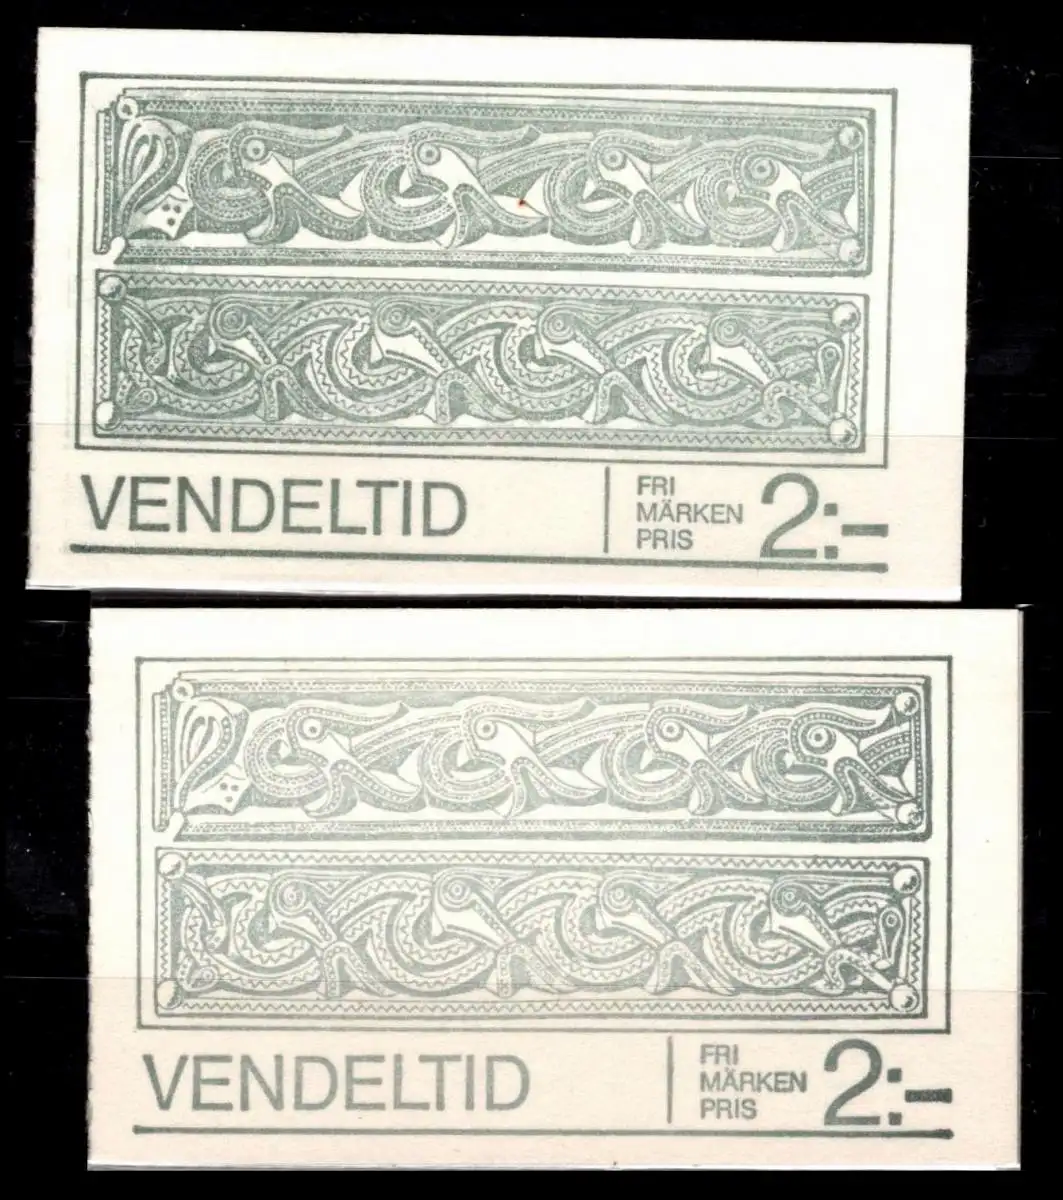 VENDELTID
FRI
MÄRKEN
PRIS
2:-
VENDELTID
FRI
MÄRKEN
PRIS
2:-